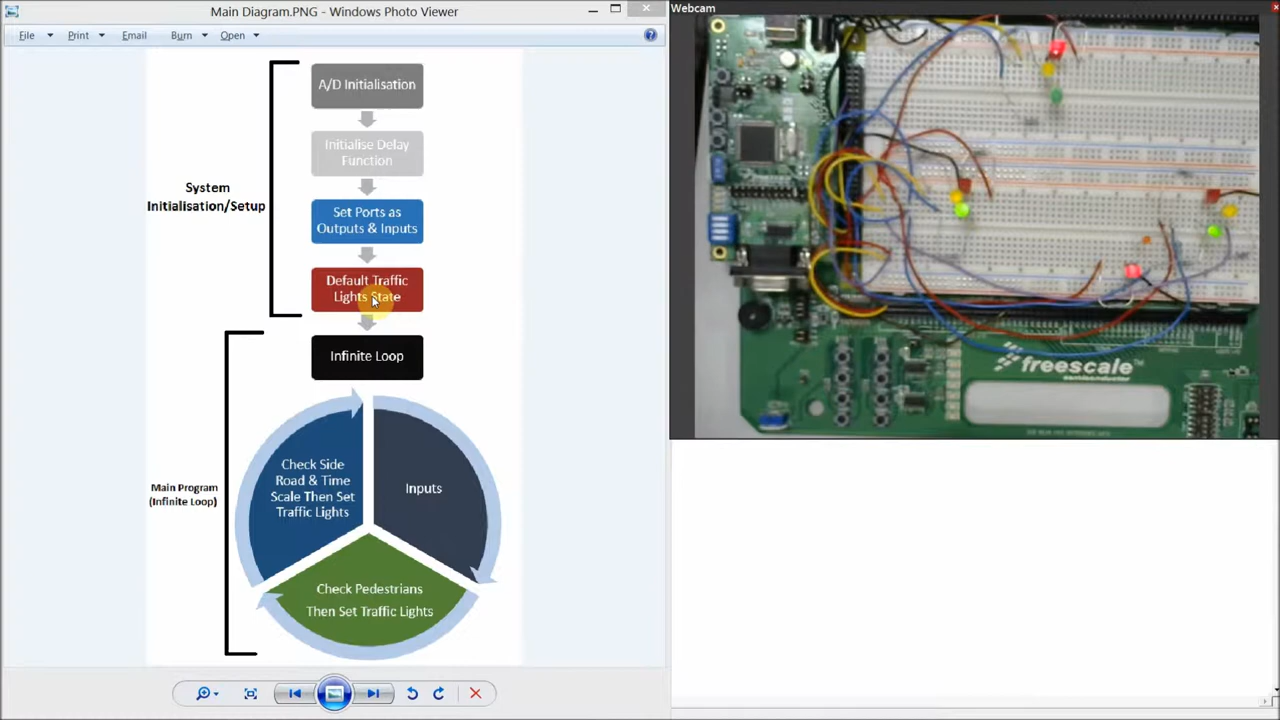 Main Diagram.PNG - Windows Photo Viewer
File Print Email Burn Open
A/D Initialisation
Initialise Delay
Function
System
Initialisation/Setup
Set Ports as
Outputs & Inputs
Default Traffic
Lights State
Infinite Loop
Main Program
(Infinite Loop)
Check Side
Road & Time
Scale Then Set
Traffic Lights
Inputs
Check Pedestrians
Then Set Traffic Lights
Webcam
freescale™
semiconductor